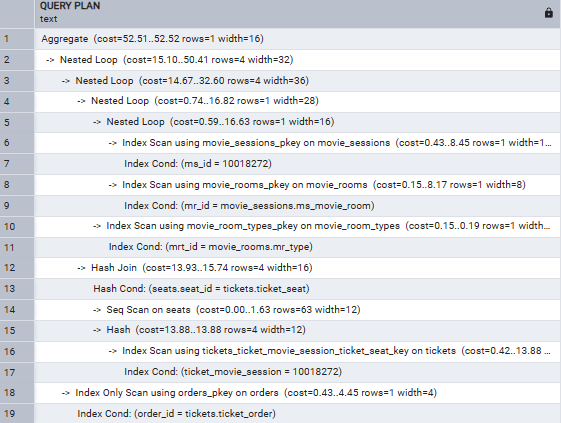 QUERY PLAN
text
1 Aggregate (cost=52.51..52.52 rows=1 width=16)
2 -> Nested Loop (cost=15.10..50.41 rows=4 width=32)
3 -> Nested Loop (cost=14.67..32.60 rows=4 width=36)
4 -> Nested Loop (cost=0.74..16.82 rows=1 width=28)
5 -> Nested Loop (cost=0.59..16.63 rows=1 width=16)
6 -> Index Scan using movie_sessions_pkey on movie_sessions (cost=0.43..8.45 rows=1 width=1...
7 Index Cond: (ms_id = 10018272)
8 -> Index Scan using movie_rooms_pkey on movie_rooms (cost=0.15..8.17 rows=1 width=8)
9 Index Cond: (mr_id = movie_sessions.ms_movie_room)
10 -> Index Scan using movie_room_types_pkey on movie_room_types (cost=0.15..0.19 rows=1 width...
11 Index Cond: (mrt_id = movie_rooms.mr_type)
12 -> Hash Join (cost=13.93..15.74 rows=4 width=16)
13 Hash Cond: (seats.seat_id = tickets.ticket_seat)
14 -> Seq Scan on seats (cost=0.00..1.63 rows=63 width=12)
15 -> Hash (cost=13.88..13.88 rows=4 width=12)
16 -> Index Scan using tickets_ticket_movie_session_ticket_seat_key on tickets (cost=0.42..13.88 ...
17 Index Cond: (ticket_movie_session = 10018272)
18 -> Index Only Scan using orders_pkey on orders (cost=0.43..4.45 rows=1 width=4)
19 Index Cond: (order_id = tickets.ticket_order)